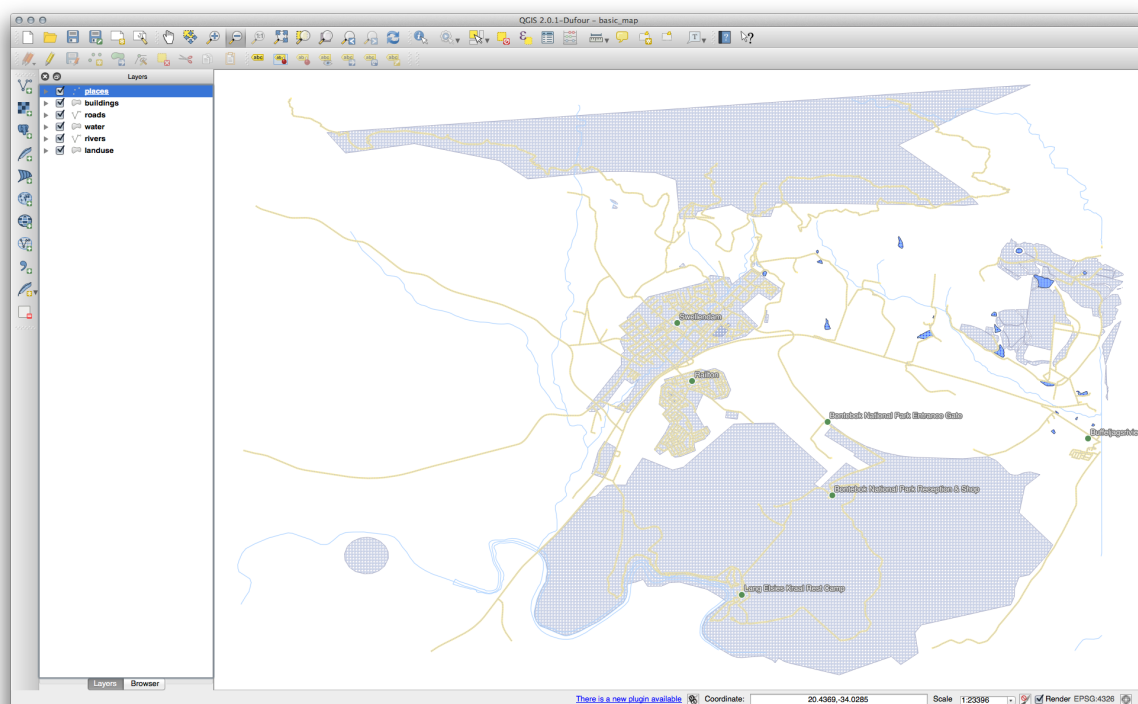 QGIS 2.0.1-Dufour - basic_map
Layers
places
buildings
roads
water
rivers
landuse
Swellendam
Railton
Bontebok National Park Entrance Gate
Buffeljagsrivie
Bontebok National Park Reception & Shop
Lang Elsies Kraal Rest Camp
Layers Browser
There is a new plugin available Coordinate: 20.4369,-34.0285 Scale 1:23396 Render EPSG:4326